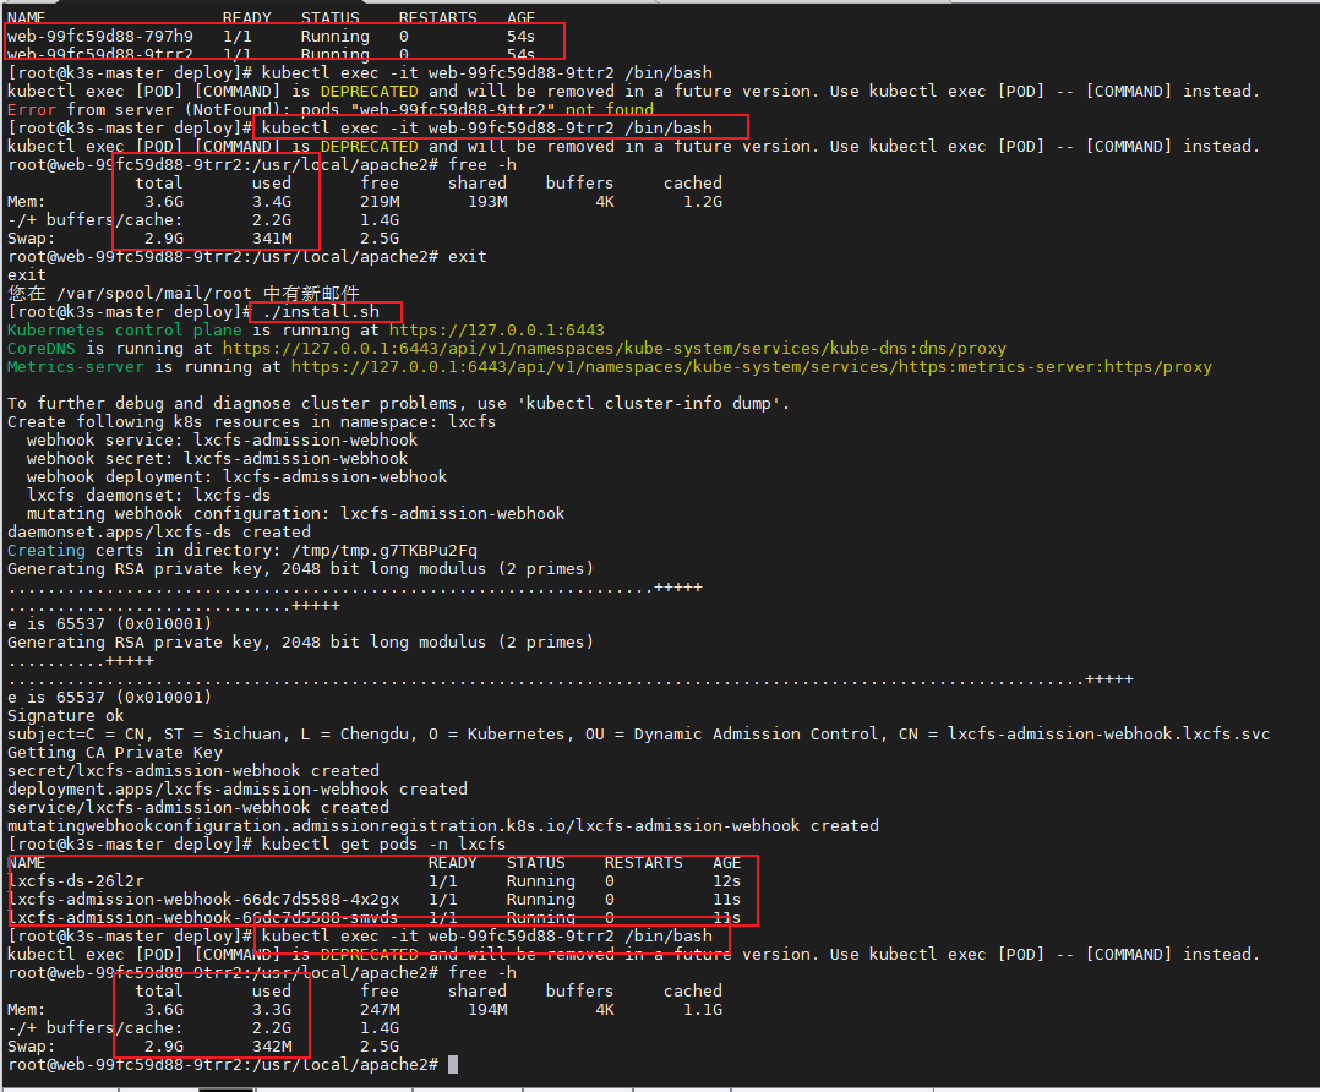 NAME READY STATUS RESTARTS AGE
web-99fc59d88-797h9 1/1 Running 0 54s
web-99fc59d88-9trr2 1/1 Running 0 54s
[root@k3s-master deploy]# kubectl exec -it web-99fc59d88-9ttr2 /bin/bash
kubectl exec [POD] [COMMAND] is DEPRECATED and will be removed in a future version. Use kubectl exec [POD] -- [COMMAND] instead.
Error from server (NotFound): pods "web-99fc59d88-9ttr2" not found
[root@k3s-master deploy]# kubectl exec -it web-99fc59d88-9trr2 /bin/bash
kubectl exec [POD] [COMMAND] is DEPRECATED and will be removed in a future version. Use kubectl exec [POD] -- [COMMAND] instead.
root@web-99fc59d88-9trr2:/usr/local/apache2# free -h
total used free shared buffers cached
Mem: 3.6G 3.4G 219M 193M 4K 1.2G
-/+ buffers/cache: 2.2G 1.4G
Swap: 2.9G 341M 2.5G
root@web-99fc59d88-9trr2:/usr/local/apache2# exit
exit
您在 /var/spool/mail/root 中有新邮件
[root@k3s-master deploy]# ./install.sh
Kubernetes control plane is running at https://127.0.0.1:6443
CoreDNS is running at https://127.0.0.1:6443/api/v1/namespaces/kube-system/services/kube-dns:dns/proxy
Metrics-server is running at https://127.0.0.1:6443/api/v1/namespaces/kube-system/services/https:metrics-server:https/proxy
To further debug and diagnose cluster problems, use 'kubectl cluster-info dump'.
Create following k8s resources in namespace: lxcfs
webhook service: lxcfs-admission-webhook
webhook secret: lxcfs-admission-webhook
webhook deployment: lxcfs-admission-webhook
lxcfs daemonset: lxcfs-ds
mutating webhook configuration: lxcfs-admission-webhook
daemonset.apps/lxcfs-ds created
Creating certs in directory: /tmp/tmp.g7TKBPu2Fq
Generating RSA private key, 2048 bit long modulus (2 primes)
..................................................................+++++
.............................+++++
e is 65537 (0x010001)
Generating RSA private key, 2048 bit long modulus (2 primes)
..........+++++
..............................................................................................................+++++
e is 65537 (0x010001)
Signature ok
subject=C = CN, ST = Sichuan, L = Chengdu, O = Kubernetes, OU = Dynamic Admission Control, CN = lxcfs-admission-webhook.lxcfs.svc
Getting CA Private Key
secret/lxcfs-admission-webhook created
deployment.apps/lxcfs-admission-webhook created
service/lxcfs-admission-webhook created
mutatingwebhookconfiguration.admissionregistration.k8s.io/lxcfs-admission-webhook created
[root@k3s-master deploy]# kubectl get pods -n lxcfs
NAME READY STATUS RESTARTS AGE
lxcfs-ds-26l2r 1/1 Running 0 12s
lxcfs-admission-webhook-66dc7d5588-4x2gx 1/1 Running 0 11s
lxcfs-admission-webhook-66dc7d5588-smvds 1/1 Running 0 11s
[root@k3s-master deploy]# kubectl exec -it web-99fc59d88-9trr2 /bin/bash
kubectl exec [POD] [COMMAND] is DEPRECATED and will be removed in a future version. Use kubectl exec [POD] -- [COMMAND] instead.
root@web-99fc59d88-9trr2:/usr/local/apache2# free -h
total used free shared buffers cached
Mem: 3.6G 3.3G 247M 194M 4K 1.1G
-/+ buffers/cache: 2.2G 1.4G
Swap: 2.9G 342M 2.5G
root@web-99fc59d88-9trr2:/usr/local/apache2#